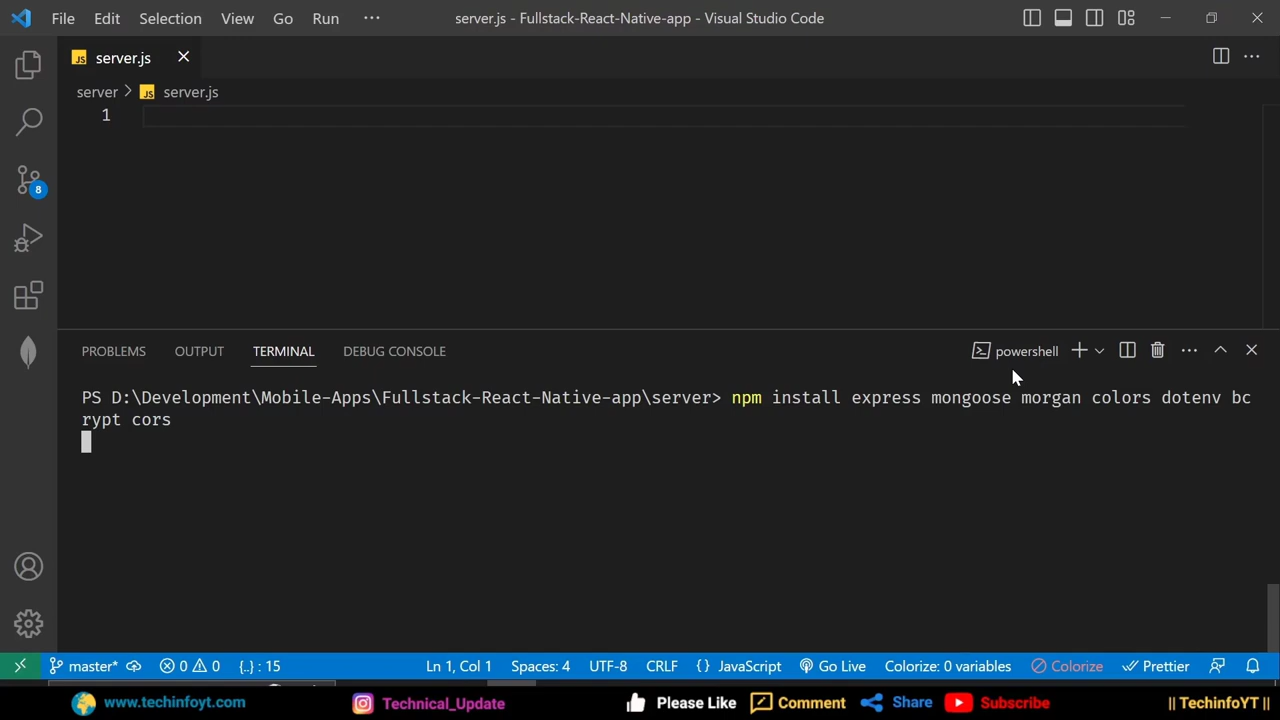 File Edit Selection View Go Run ··· server.js - Fullstack-React-Native-app - Visual Studio Code
JS server.js
server > JS server.js
1
8
PROBLEMS OUTPUT TERMINAL DEBUG CONSOLE powershell
PS D:\Development\Mobile-Apps\Fullstack-React-Native-app\server> npm install express mongoose morgan colors dotenv bc
rypt cors
master* 0 0 {..} : 15 Ln 1, Col 1 Spaces: 4 UTF-8 CRLF {} JavaScript Go Live Colorize: 0 variables Colorize Prettier
www.techinfoyt.com Technical_Update Please Like Comment Share Subscribe || TechinfoYT ||